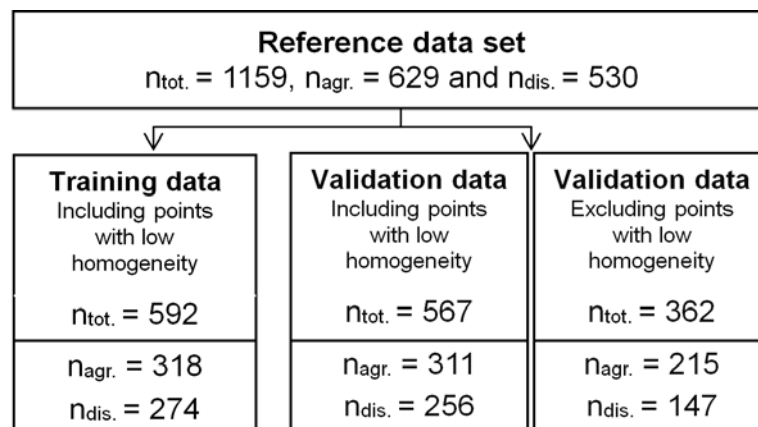 Reference data set
ntot. = 1159, nagr. = 629 and ndis. = 530
Training data
Including points
with low
homogeneity
ntot. = 592
nagr. = 318
ndis. = 274
Validation data
Including points
with low
homogeneity
ntot. = 567
nagr. = 311
ndis. = 256
Validation data
Excluding points
with low
homogeneity
ntot. = 362
nagr. = 215
ndis. = 147